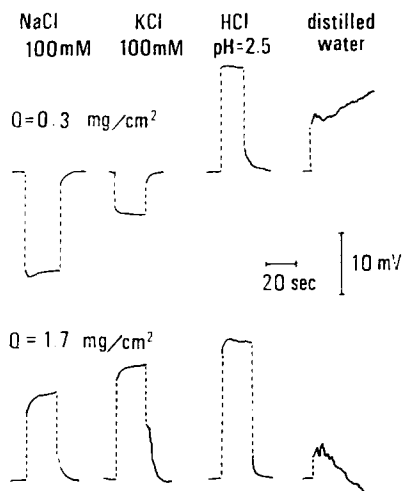 NaCl KCl HCl distilled
100mM 100mM pH=2.5 water
Q=0.3 mg/cm²
10 mV
20 sec
Q = 1.7 mg/cm²